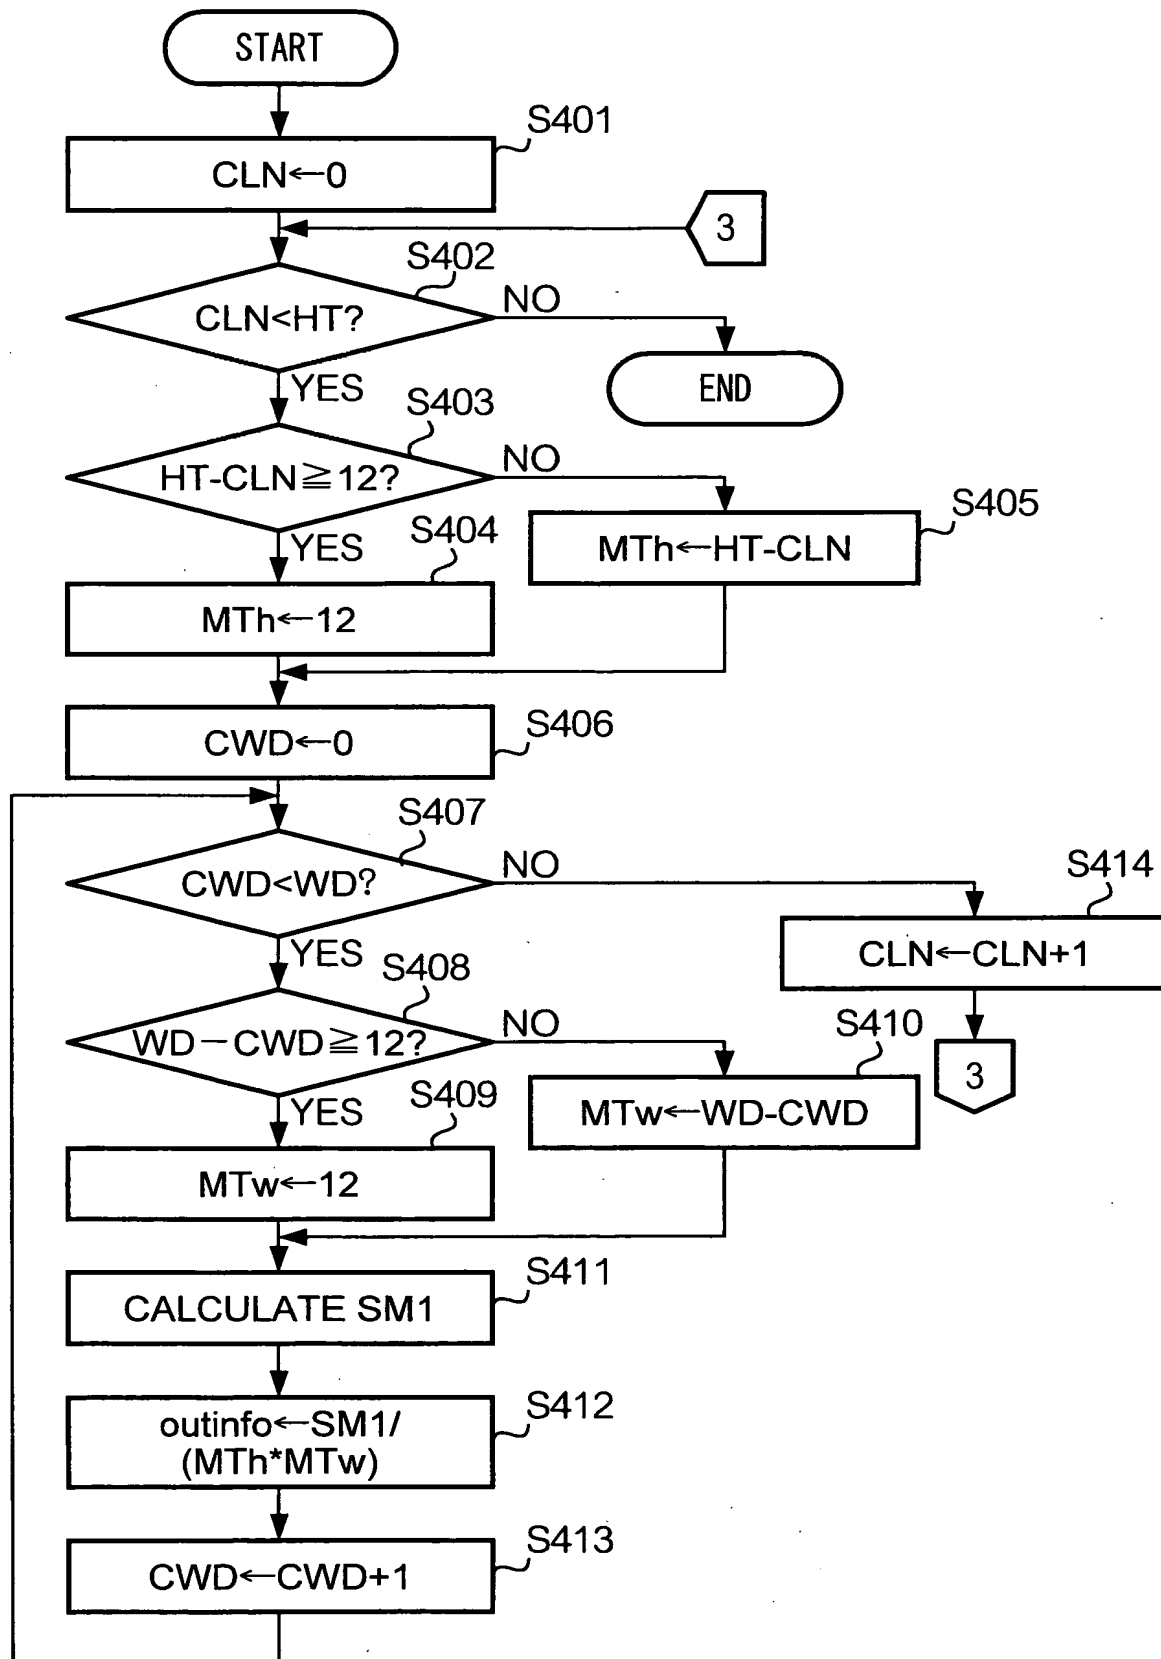 START
S401
CLN←0
3
S402
CLN<HT?
NO
END
YES
S403
HT-CLN≧12?
NO
S405
MTh←HT-CLN
YES
S404
MTh←12
S406
CWD←0
S407
CWD<WD?
NO
S414
CLN←CLN+1
3
YES
S408
WD−CWD≧12?
NO
S410
MTw←WD-CWD
YES
S409
MTw←12
S411
CALCULATE SM1
S412
outinfo←SM1/
(MTh*MTw)
S413
CWD←CWD+1